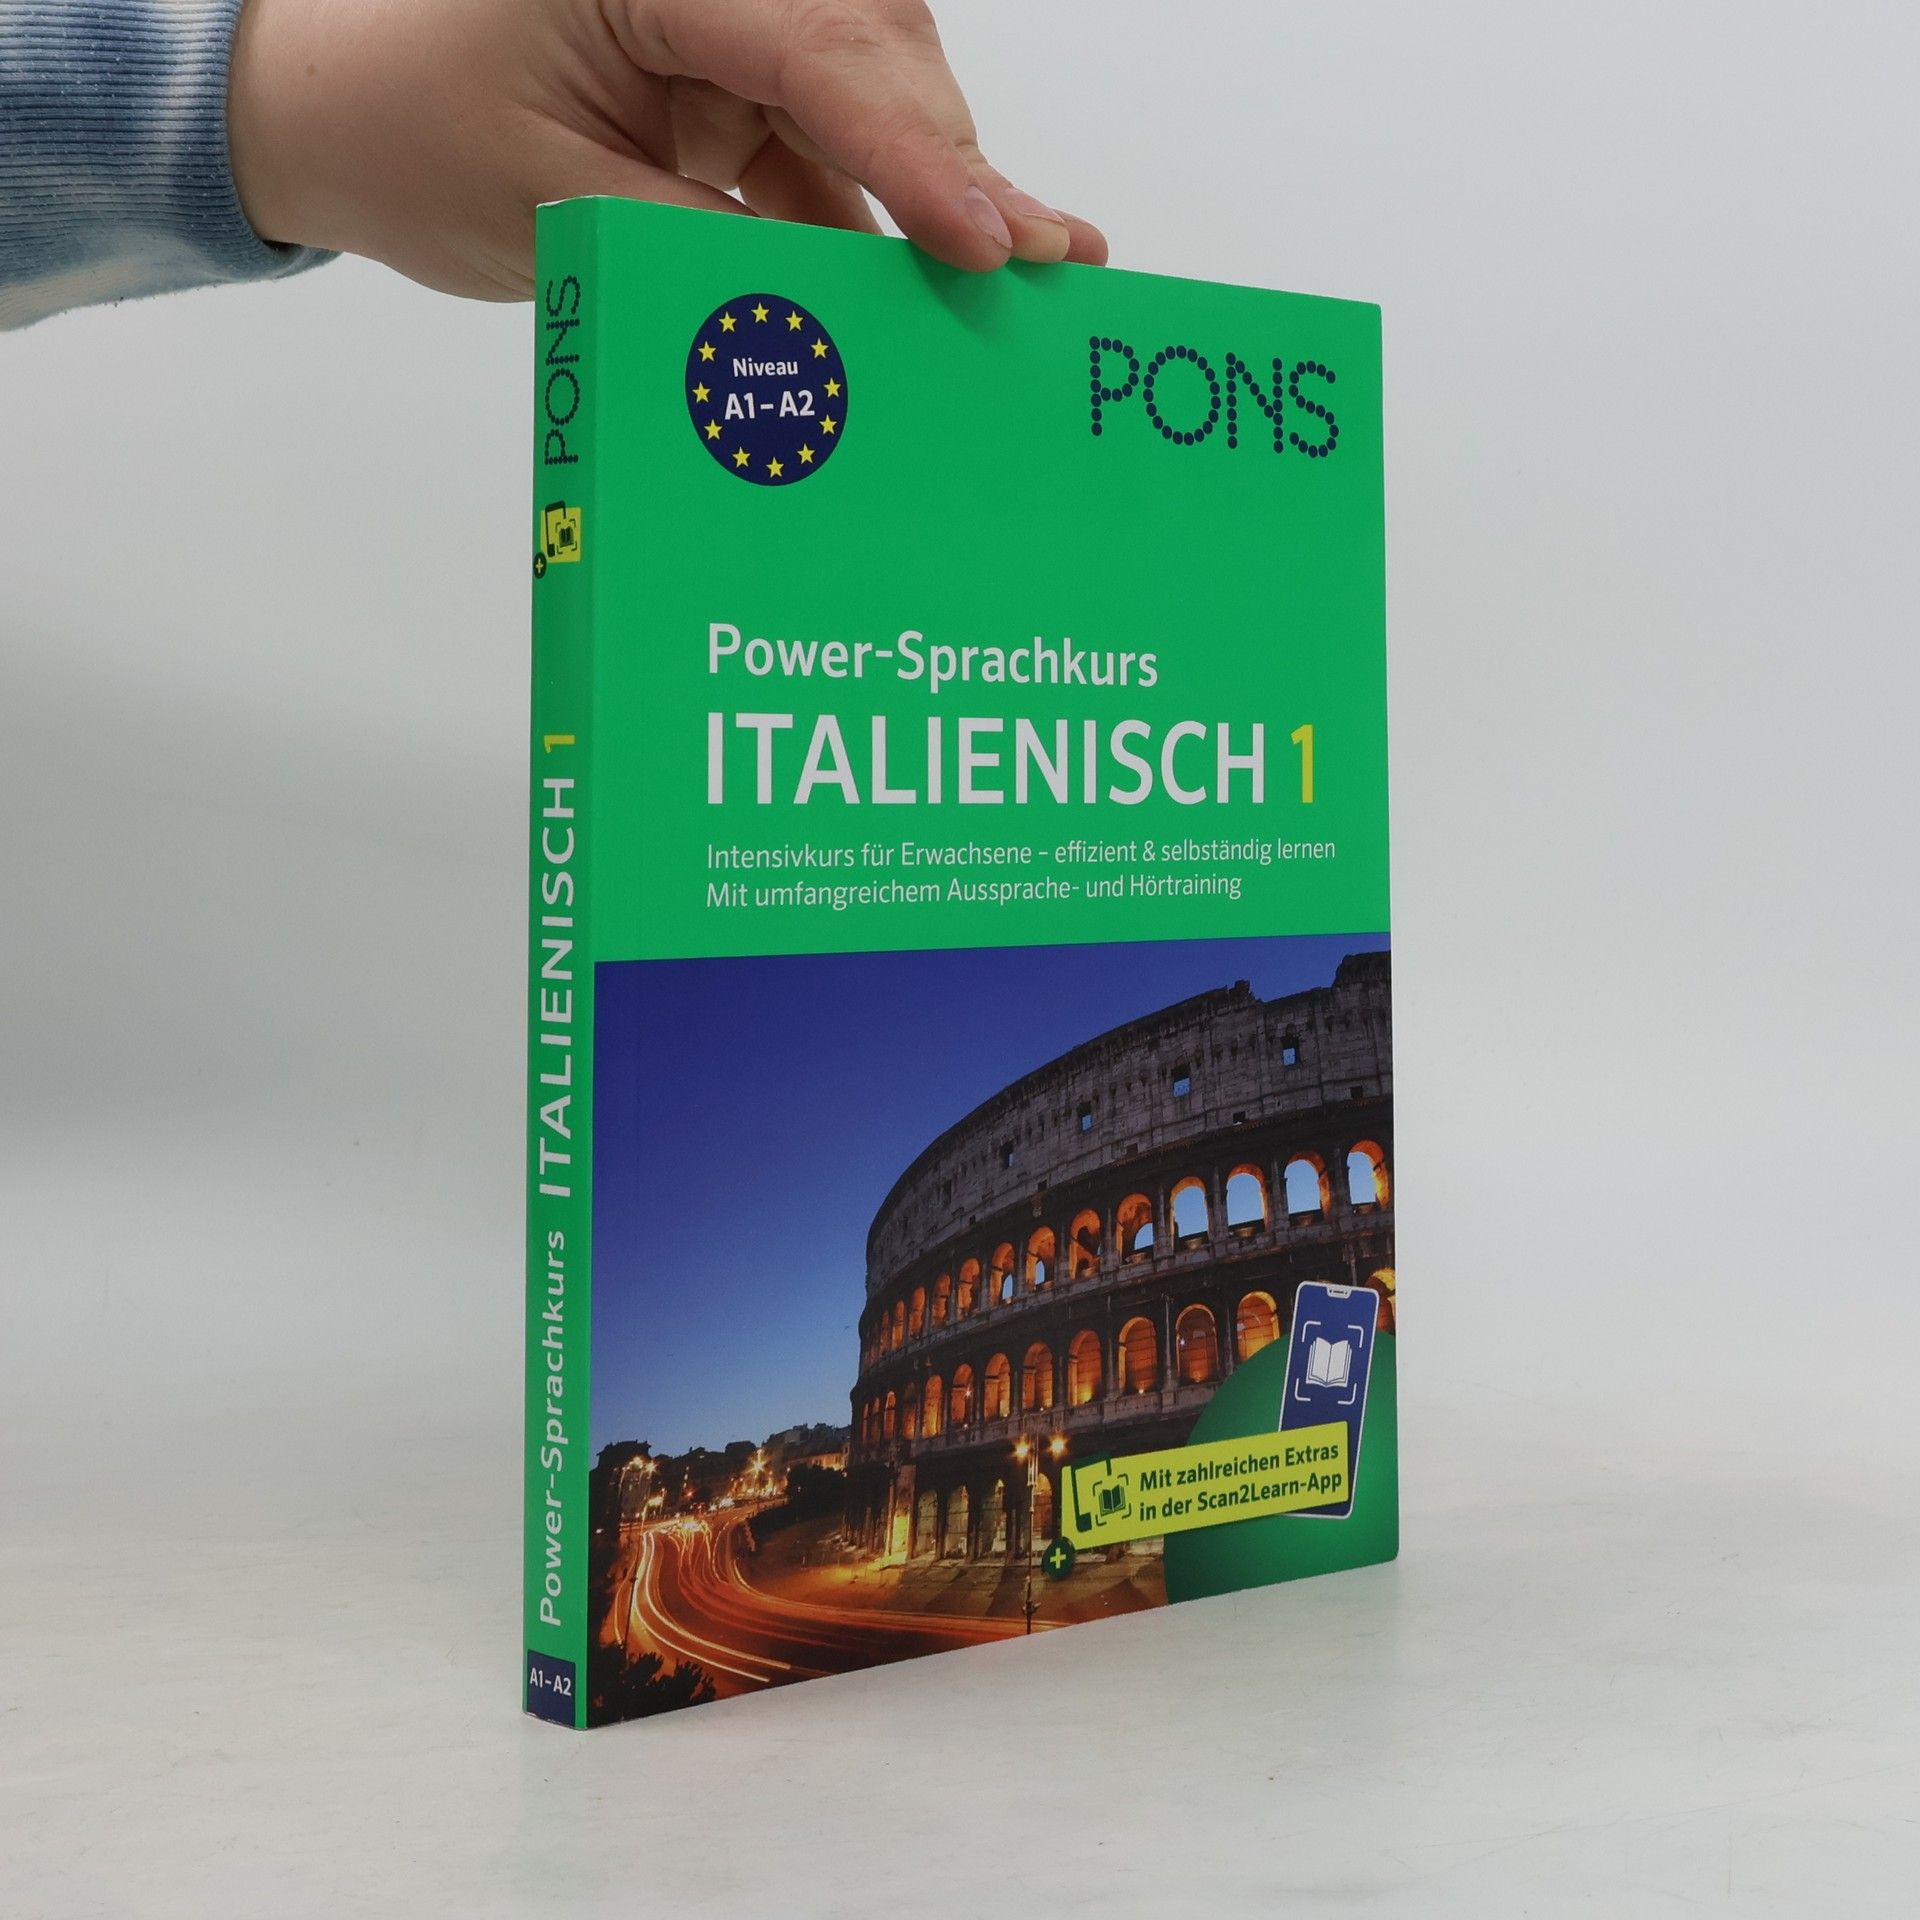 PONS
ITALIENISCH 1
Power-Sprachkurs
A1-A2
Niveau
A1-A2
PONS
Power-Sprachkurs
ITALIENISCH 1
Intensivkurs für Erwachsene – effizient & selbständig lernen
Mit umfangreichem Aussprache- und Hörtraining
Mit zahlreichen Extras
in der Scan2Learn-App